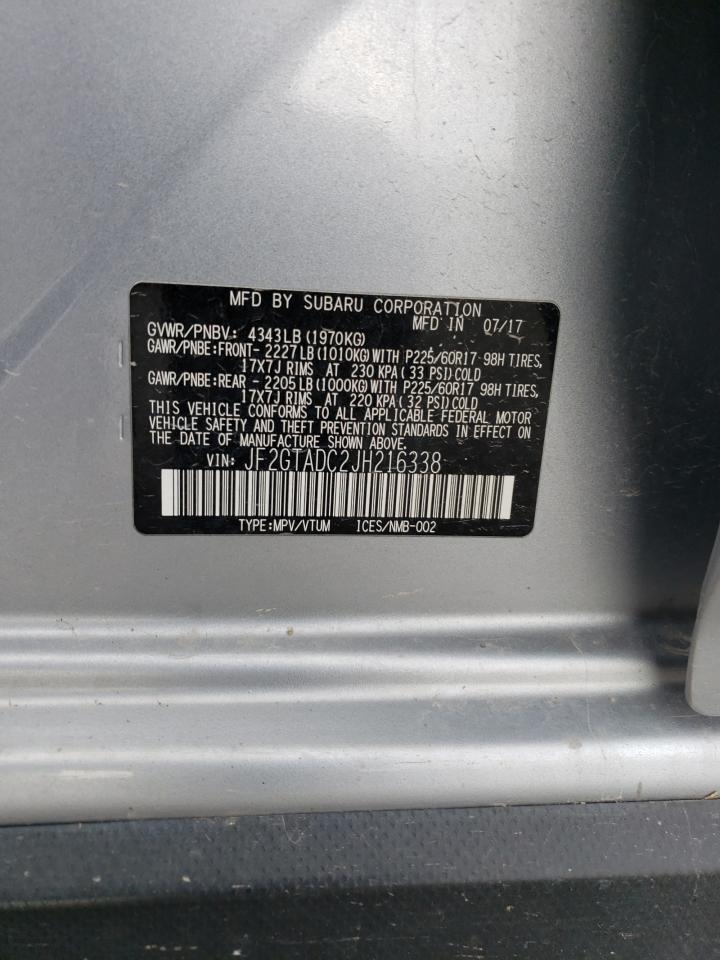 MFD BY SUBARU CORPORATION
MFD IN 07/17
GVWR/PNBV: 4343LB (1970KG)
GAWR/PNBE:FRONT- 2227LB (1010KG) WITH P225/60R17 98H TIRES,
17X7J RIMS AT 230 KPA ( 33 PSI) COLD
GAWR/PNBE:REAR - 2205LB (1000KG) WITH P225/60R17 98H TIRES,
17X7J RIMS AT 220 KPA ( 32 PSI) COLD
THIS VEHICLE CONFORMS TO ALL APPLICABLE FEDERAL MOTOR
VEHICLE SAFETY AND THEFT PREVENTION STANDARDS IN EFFECT ON
THE DATE OF MANUFACTURE SHOWN ABOVE.
VIN: JF2GTADC2JH216338
TYPE:MPV/VTUM ICES/NMB-002